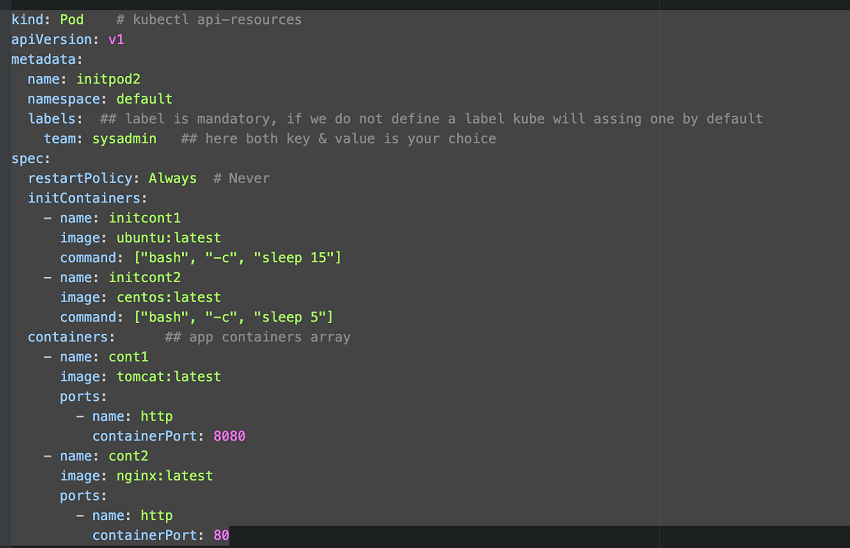 kind: Pod    # kubectl api-resources
apiVersion: v1
metadata:
  name: initpod2
  namespace: default
  labels:  ## label is mandatory, if we do not define a label kube will assing one by default
    team: sysadmin   ## here both key & value is your choice
spec:
  restartPolicy: Always  # Never
  initContainers:
    - name: initcont1
      image: ubuntu:latest
      command: ["bash", "-c", "sleep 15"]
    - name: initcont2
      image: centos:latest
      command: ["bash", "-c", "sleep 5"]
  containers:      ## app containers array
    - name: cont1
      image: tomcat:latest
      ports:
        - name: http
          containerPort: 8080
    - name: cont2
      image: nginx:latest
      ports:
        - name: http
          containerPort: 80